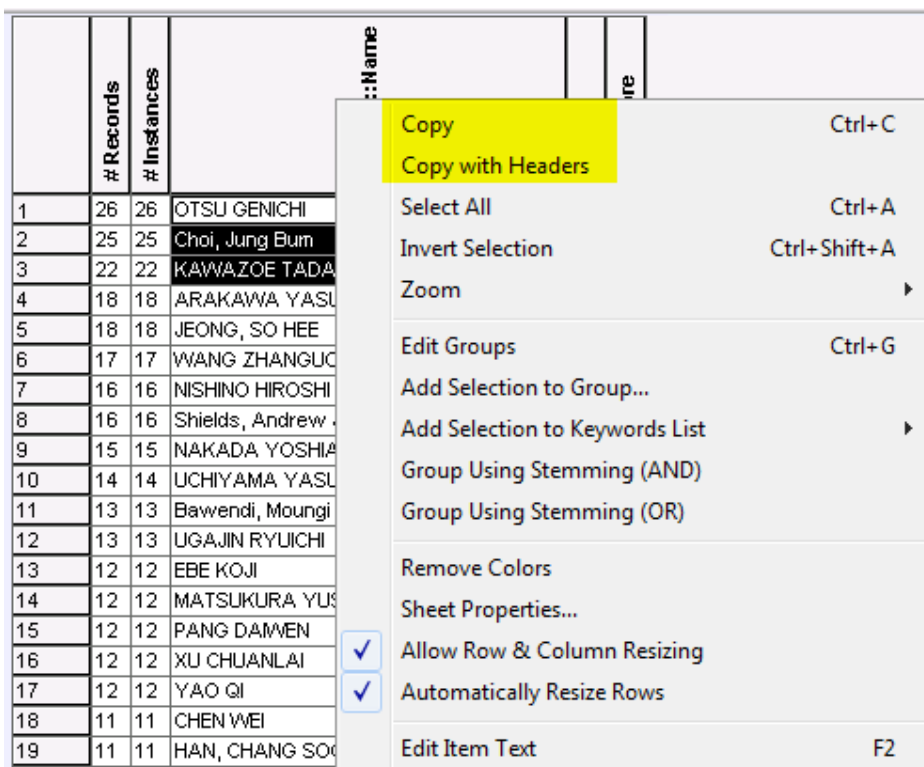 # Records # Instances ::Name
Copy Ctrl+C
Copy with Headers
Select All Ctrl+A
Invert Selection Ctrl+Shift+A
Zoom
Edit Groups Ctrl+G
Add Selection to Group...
Add Selection to Keywords List
Group Using Stemming (AND)
Group Using Stemming (OR)
Remove Colors
Sheet Properties...
Allow Row & Column Resizing
Automatically Resize Rows
Edit Item Text F2
1 26 26 OTSU GENICHI
2 25 25 Choi, Jung Bum
3 22 22 KAWAZOE TADA
4 18 18 ARAKAWA YASU
5 18 18 JEONG, SO HEE
6 17 17 WANG ZHANGUO
7 16 16 NISHINO HIROSHI
8 16 16 Shields, Andrew
9 15 15 NAKADA YOSHIA
10 14 14 UCHIYAMA YASU
11 13 13 Bawendi, Moungi
12 13 13 UGAJIN RYUICHI
13 12 12 EBE KOJI
14 12 12 MATSUKURA YUS
15 12 12 PANG DAIWEN
16 12 12 XU CHUANLAI
17 12 12 YAO QI
18 11 11 CHEN WEI
19 11 11 HAN, CHANG SOO